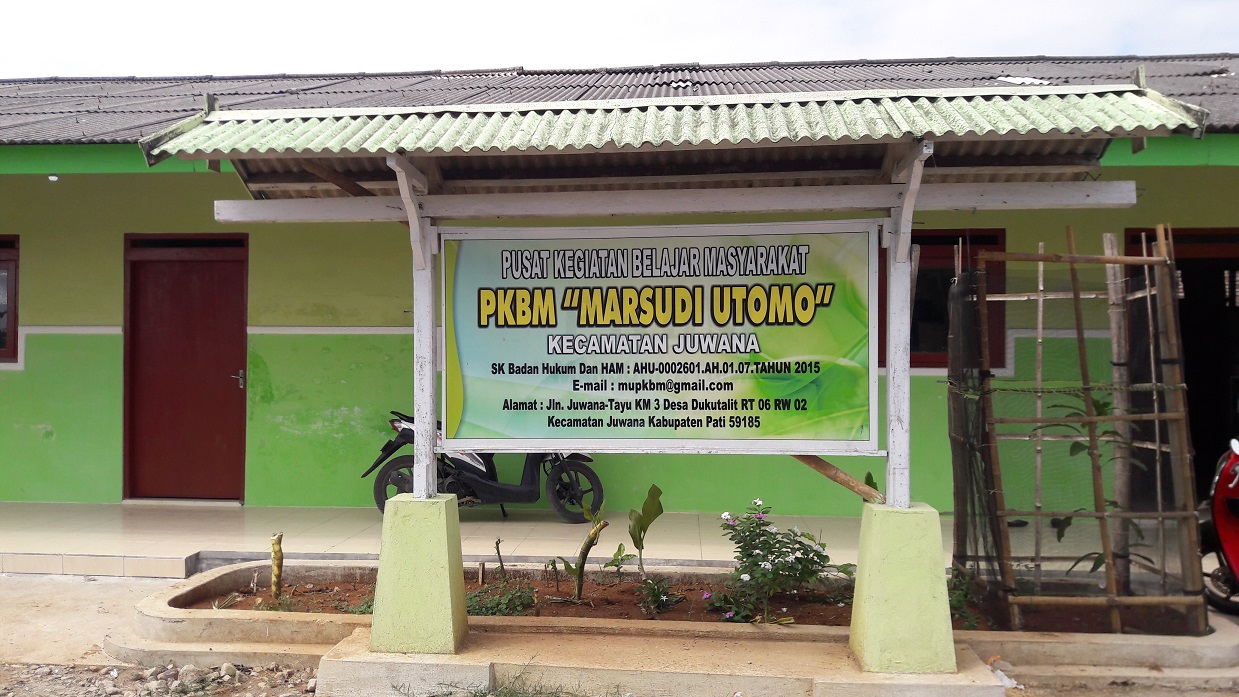 PUSAT KEGIATAN BELAJAR MASYARAKAT
PKBM "MARSUDI UTOMO"
KECAMATAN JUWANA
SK Badan Hukum Dan HAM : AHU-0002601.AH.01.07.TAHUN 2015
E-mail : mupkbm@gmail.com
Alamat : Jln. Juwana-Tayu KM 3 Desa Dukutalit RT 06 RW 02
Kecamatan Juwana Kabupaten Pati 59185